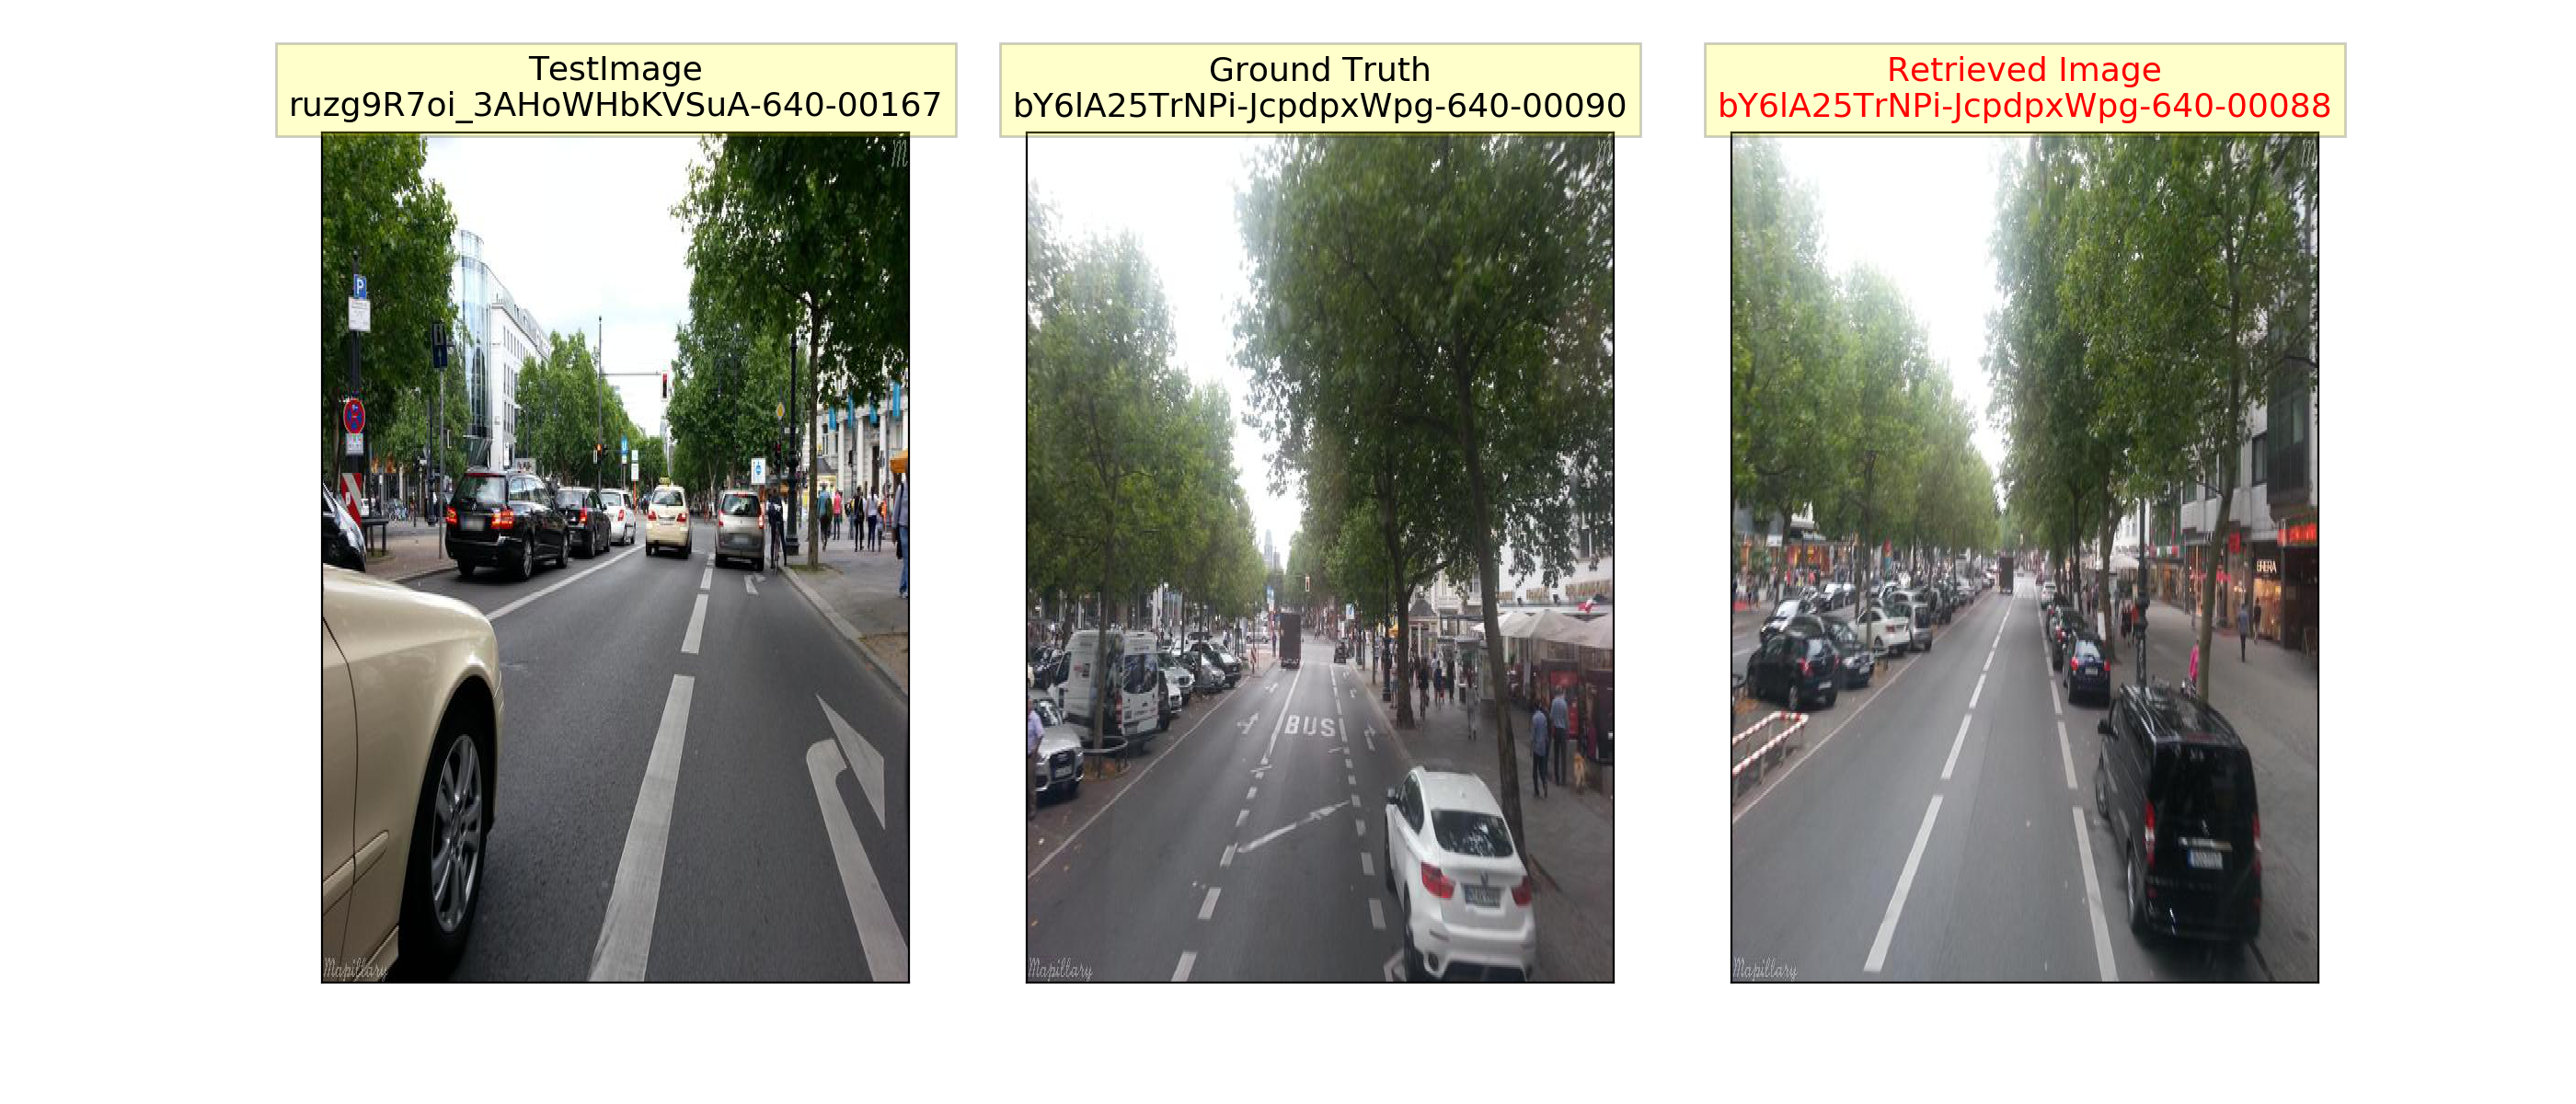 TestImage
ruzg9R7oi_3AHoWHbKVSuA-640-00167
Ground Truth
bY6lA25TrNPi-JcpdpxWpg-640-00090
Retrieved Image
bY6lA25TrNPi-JcpdpxWpg-640-00088
P
BUS
Mapillary
Mapillary
Mapillary